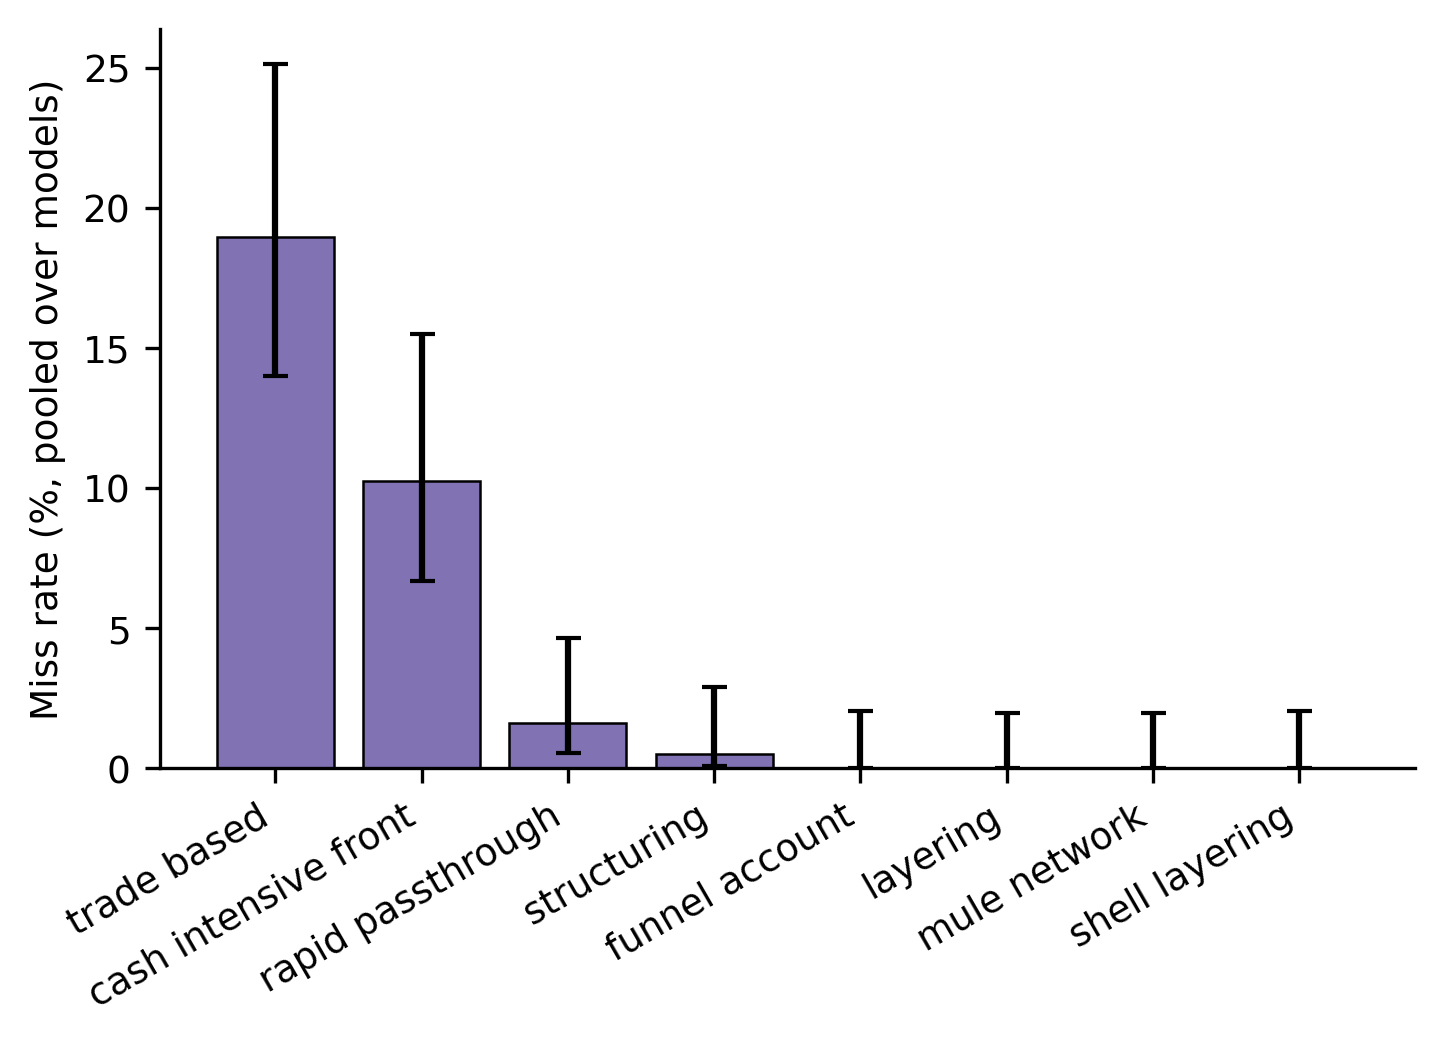 Miss rate (%, pooled over models)
25
20
15
10
5
0
trade based
cash intensive front
rapid passthrough
structuring
funnel account
layering
mule network
shell layering